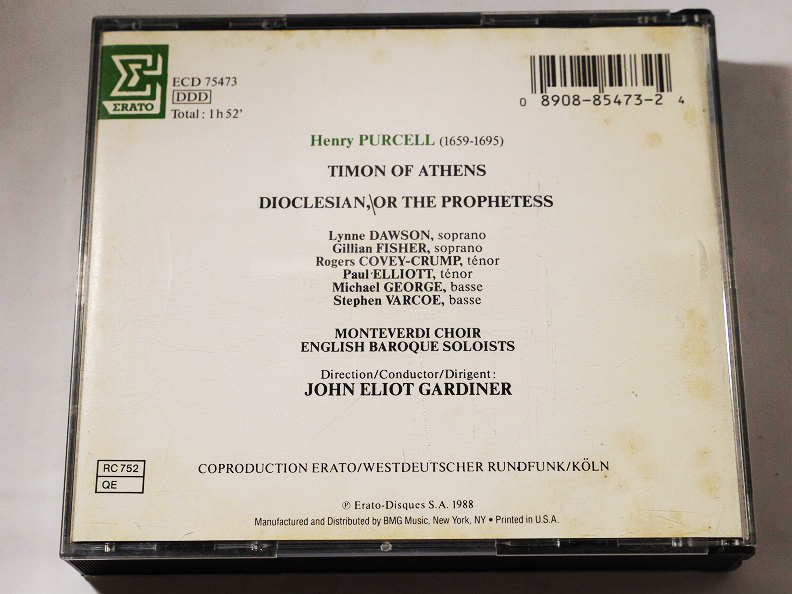 ERATO
ECD 75473
DDD
Total : 1 h 52'
0 8908-85473-2 4
Henry PURCELL (1659-1695)
TIMON OF ATHENS
DIOCLESIAN, OR THE PROPHETESS
Lynne DAWSON, soprano
Gillian FISHER, soprano
Rogers COVEY-CRUMP, ténor
Paul ELLIOTT, ténor
Michael GEORGE, basse
Stephen VARCOE, basse
MONTEVERDI CHOIR
ENGLISH BAROQUE SOLOISTS
Direction/Conductor/Dirigent :
JOHN ELIOT GARDINER
RC 752
QE
COPRODUCTION ERATO/WESTDEUTSCHER RUNDFUNK/KÖLN
℗ Erato-Disques S.A. 1988
Manufactured and Distributed by BMG Music, New York, NY • Printed in U.S.A.